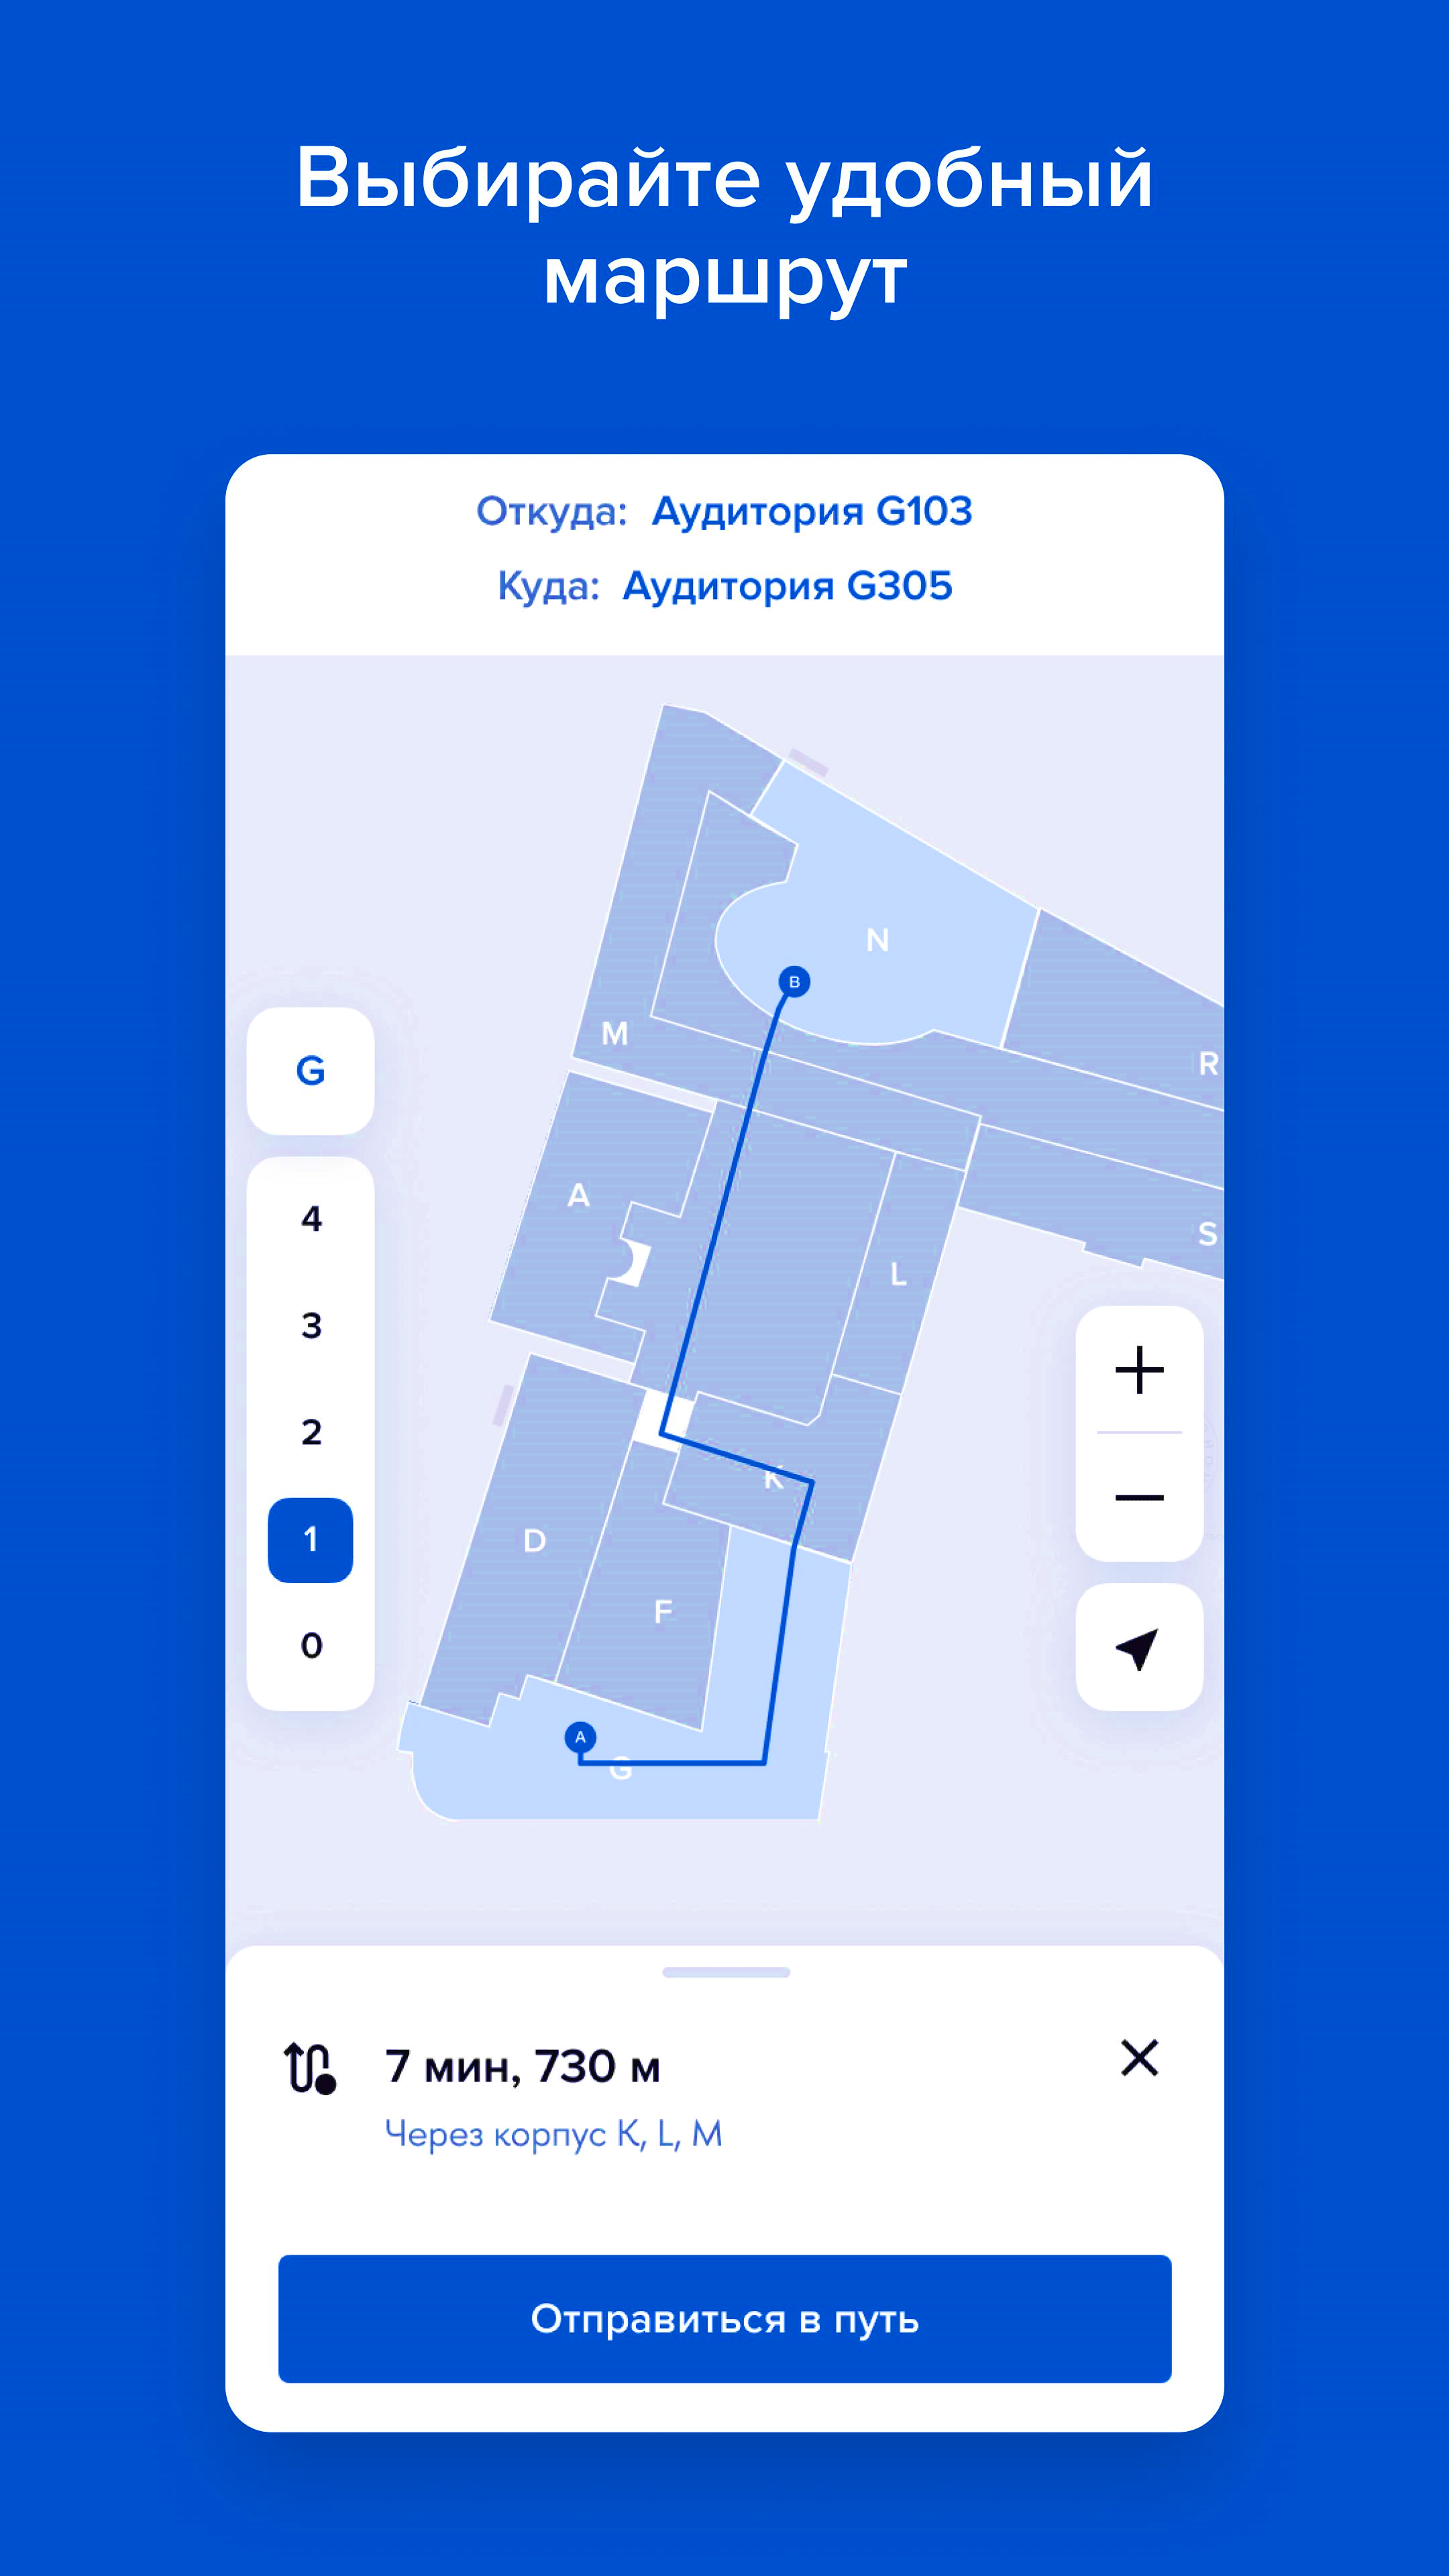 Выбирайте удобный
маршрут
Откуда: Аудитория G103
Куда: Аудитория G305
N
B
M
R
G
A
4
S
L
3
2
K
1
D
F
0
A
G
7 мин, 730 м
Через корпус K, L, M
Отправиться в путь